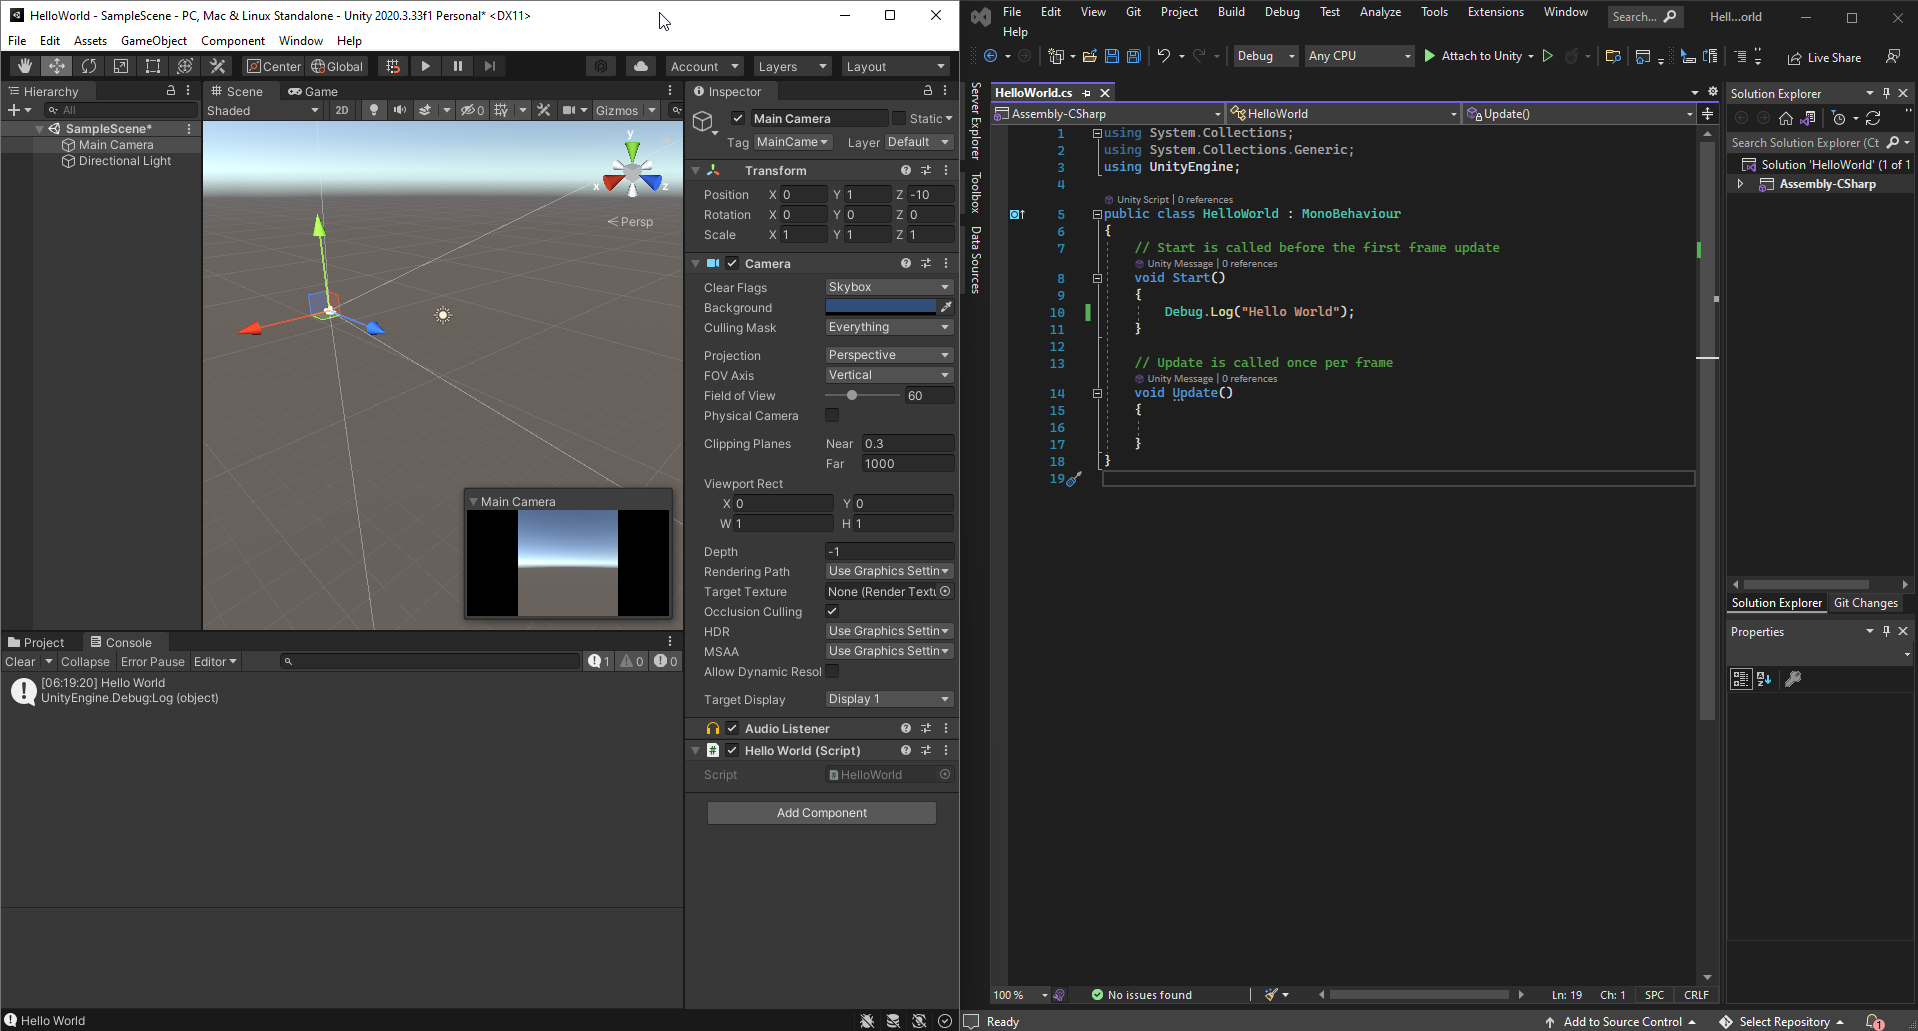 HelloWorld - SampleScene - PC, Mac & Linux Standalone - Unity 2020.3.33f1 Personal* <DX11>
File Edit Assets GameObject Component Window Help
Center Global Account Layers Layout
Hierarchy
All
SampleScene*
Main Camera
Directional Light
Scene Game
Shaded 2D 0 Gizmos
y
x
z
Persp
Main Camera
Project Console
Clear Collapse Error Pause Editor 1 0 0
[06:19:20] Hello World
UnityEngine.Debug:Log (object)
Hello World
Inspector
Main Camera Static
Tag MainCame Layer Default
Transform
Position X 0 Y 1 Z -10
Rotation X 0 Y 0 Z 0
Scale X 1 Y 1 Z 1
Camera
Clear Flags Skybox
Background
Culling Mask Everything
Projection Perspective
FOV Axis Vertical
Field of View 60
Physical Camera
Clipping Planes Near 0.3
Far 1000
Viewport Rect
X 0 Y 0
W 1 H 1
Depth -1
Rendering Path Use Graphics Settin
Target Texture None (Render Textu
Occlusion Culling
HDR Use Graphics Settin
MSAA Use Graphics Settin
Allow Dynamic Resol
Target Display Display 1
Audio Listener
# Hello World (Script)
Script # HelloWorld
Add Component
File Edit View Git Project Build Debug Test Analyze Tools Extensions Window Search... Hell...orld
Help
Debug Any CPU Attach to Unity Live Share
Server Explorer
Toolbox
Data Sources
HelloWorld.cs
Assembly-CSharp HelloWorld Update()
1 using System.Collections;
2 using System.Collections.Generic;
3 using UnityEngine;
4
Unity Script | 0 references
5 public class HelloWorld : MonoBehaviour
6 {
7 // Start is called before the first frame update
Unity Message | 0 references
8 void Start()
9 {
10 Debug.Log("Hello World");
11 }
12
13 // Update is called once per frame
Unity Message | 0 references
14 void Update()
15 {
16
17 }
18 }
19
100 % No issues found Ln: 19 Ch: 1 SPC CRLF
Solution Explorer
Search Solution Explorer (Ct
Solution 'HelloWorld' (1 of 1
Assembly-CSharp
Solution Explorer Git Changes
Properties
Ready Add to Source Control Select Repository 1